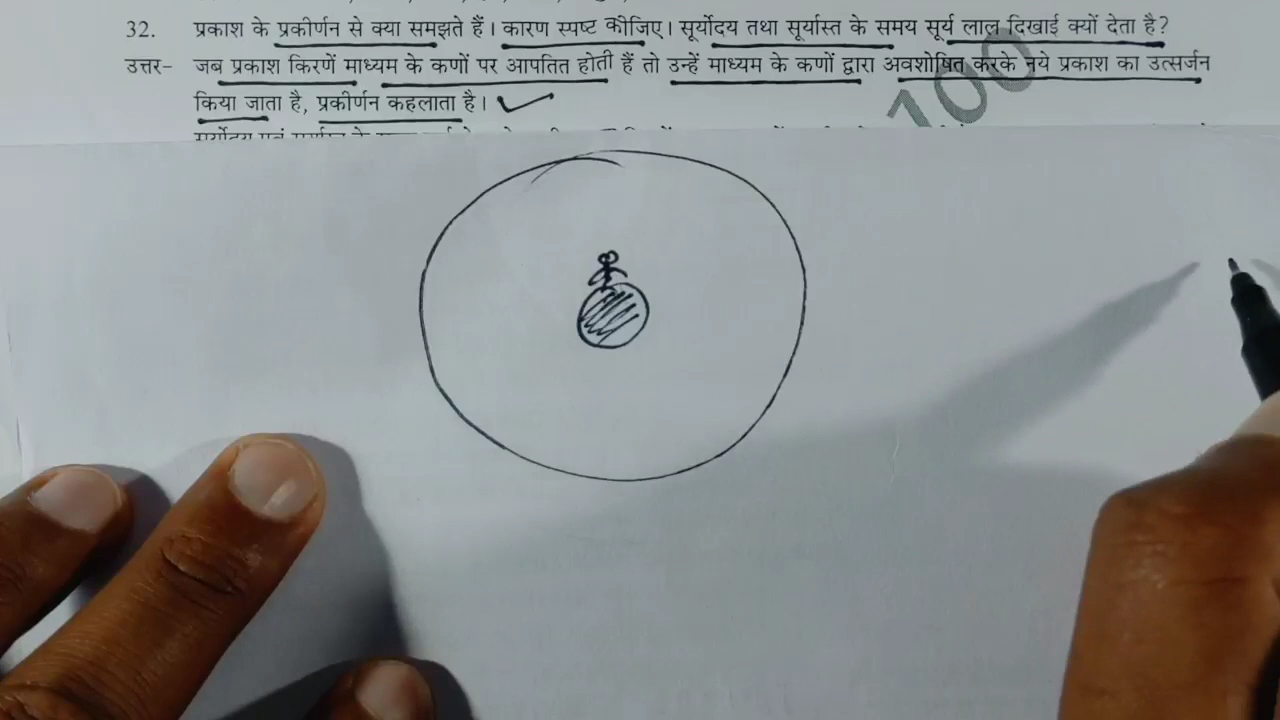 32. प्रकाश के प्रकीर्णन से क्या समझते हैं। कारण स्पष्ट कीजिए। सूर्योदय तथा सूर्यास्त के समय सूर्य लाल दिखाई क्यों देता है?
उत्तर- जब प्रकाश किरणें माध्यम के कणों पर आपतित होती हैं तो उन्हें माध्यम के कणों द्वारा अवशोषित करके नये प्रकाश का उत्सर्जन
किया जाता है, प्रकीर्णन कहलाता है।
100